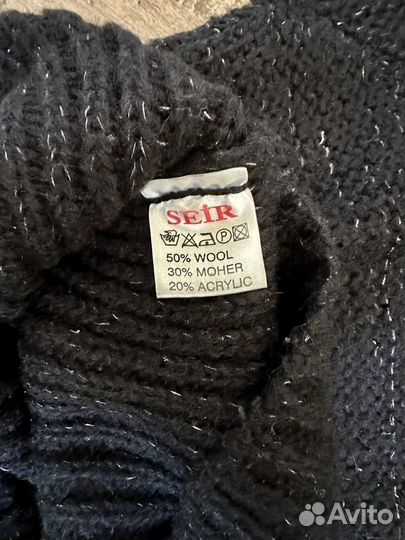 SEİR
P
50% WOOL
30% MOHER
20% ACRYLIC
Avito